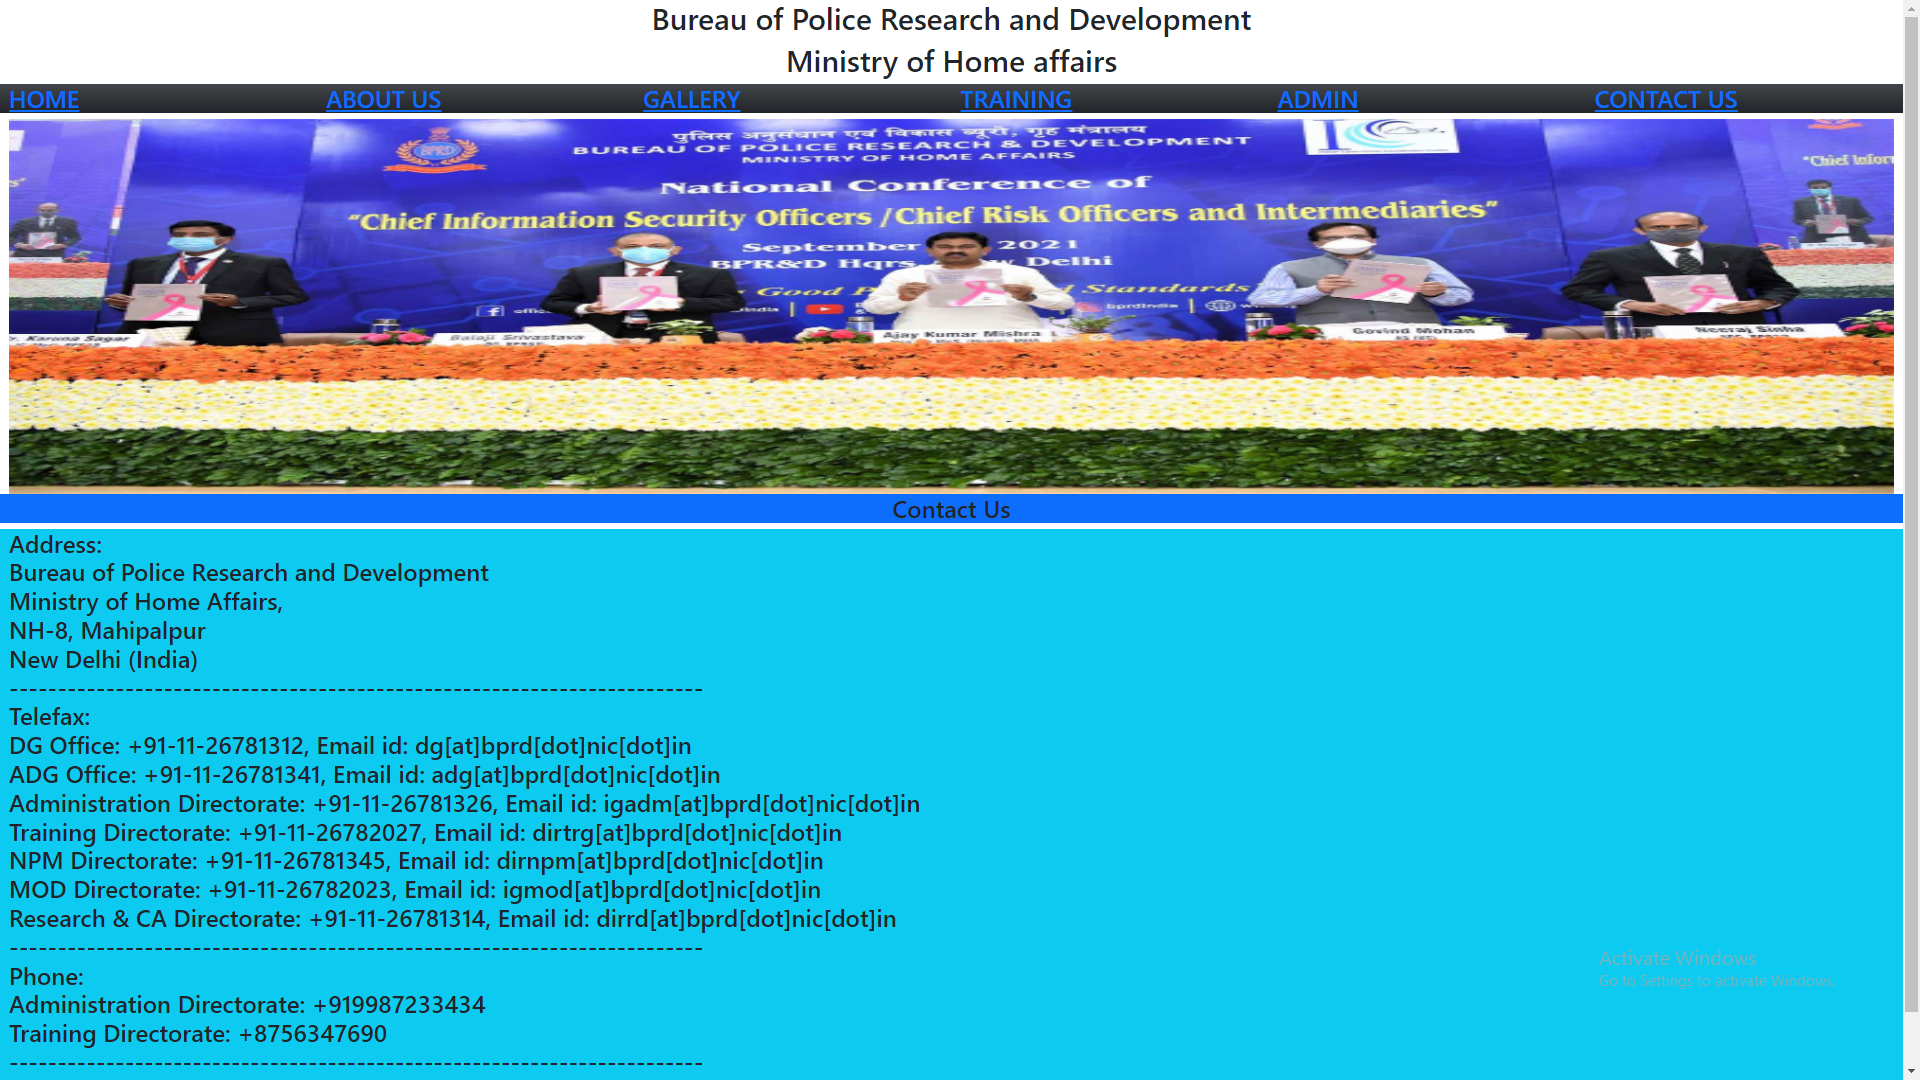 Bureau of Police Research and Development
Ministry of Home affairs
HOME ABOUT US GALLERY TRAINING ADMIN CONTACT US
पुलिस अनुसंधान एवं विकास ब्यूरो, गृह मंत्रालय
BUREAU OF POLICE RESEARCH & DEVELOPMENT
MINISTRY OF HOME AFFAIRS
BPR&D
National Conference of
"Chief Information Security Officers /Chief Risk Officers and Intermediaries"
"Chief Infor
September 2021
BPR&D Hqrs. Delhi
Good Standards
bprdindia
Karuna Sagar
Balaji Srivastava
Ajay Kumar Mishra
Govind Mohan
Neeraj Sinha
Contact Us
Address:
Bureau of Police Research and Development
Ministry of Home Affairs,
NH-8, Mahipalpur
New Delhi (India)
------------------------------------------------------------------------
Telefax:
DG Office: +91-11-26781312, Email id: dg[at]bprd[dot]nic[dot]in
ADG Office: +91-11-26781341, Email id: adg[at]bprd[dot]nic[dot]in
Administration Directorate: +91-11-26781326, Email id: igadm[at]bprd[dot]nic[dot]in
Training Directorate: +91-11-26782027, Email id: dirtrg[at]bprd[dot]nic[dot]in
NPM Directorate: +91-11-26781345, Email id: dirnpm[at]bprd[dot]nic[dot]in
MOD Directorate: +91-11-26782023, Email id: igmod[at]bprd[dot]nic[dot]in
Research & CA Directorate: +91-11-26781314, Email id: dirrd[at]bprd[dot]nic[dot]in
------------------------------------------------------------------------
Phone:
Administration Directorate: +919987233434
Training Directorate: +8756347690
------------------------------------------------------------------------
Activate Windows
Go to Settings to activate Windows.